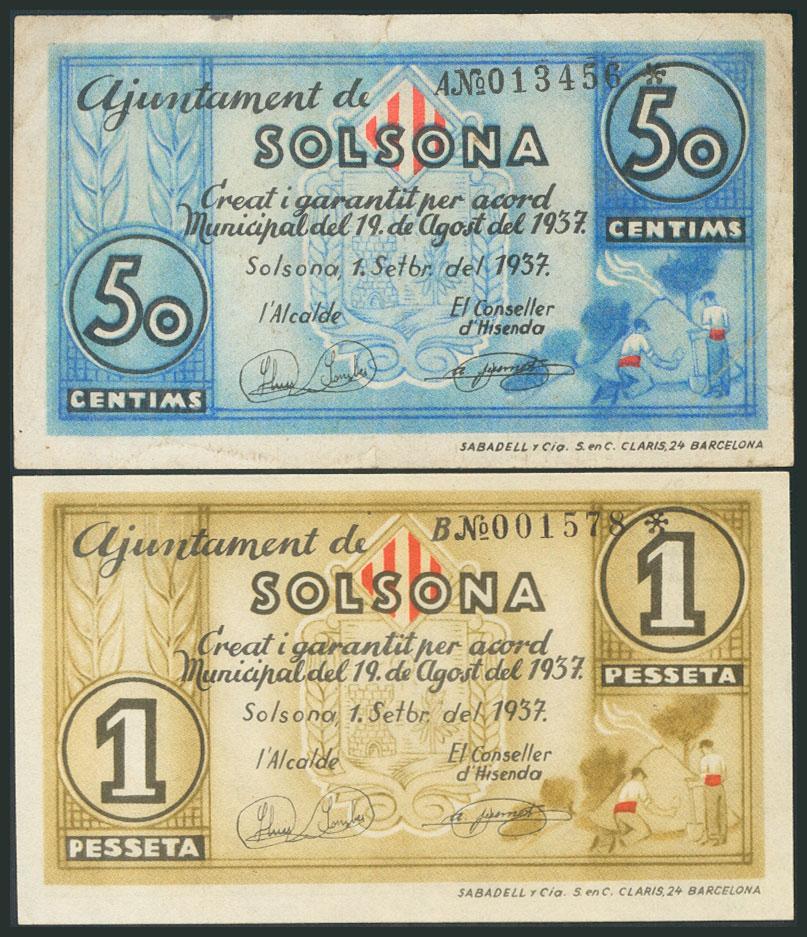 A.Nº013456 *
Ajuntament de
SOLSONA
50
CENTIMS
Creat i garantit per acord
Municipal del 19. de Agost del 1937.
Solsona, 1. Setbr. del 1937.
l'Alcalde
El Conseller
d'Hisenda
50
CENTIMS
SABADELL Y Cia. S. en C. CLARIS, 24 BARCELONA
B.Nº001578 *
Ajuntament de
SOLSONA
1
PESSETA
Creat i garantit per acord
Municipal del 19. de Agost del 1937.
Solsona, 1. Setbr. del 1937.
l'Alcalde
El Conseller
d'Hisenda
1
PESSETA
SABADELL Y Cia. S. en C. CLARIS, 24 BARCELONA